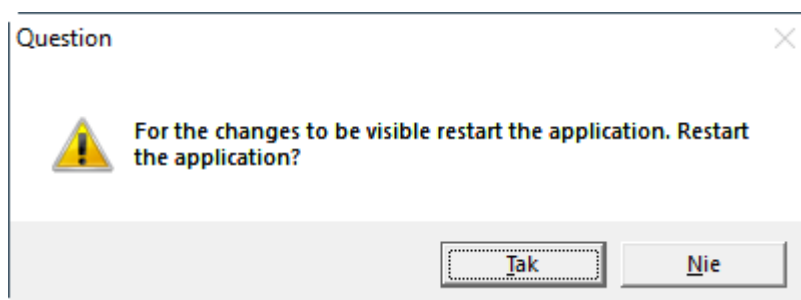 Question
For the changes to be visible restart the application. Restart
the application?
Tak
Nie